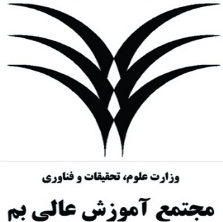 وزارت علوم، تحقیقات و فناوری
مجتمع آموزش عالی بم